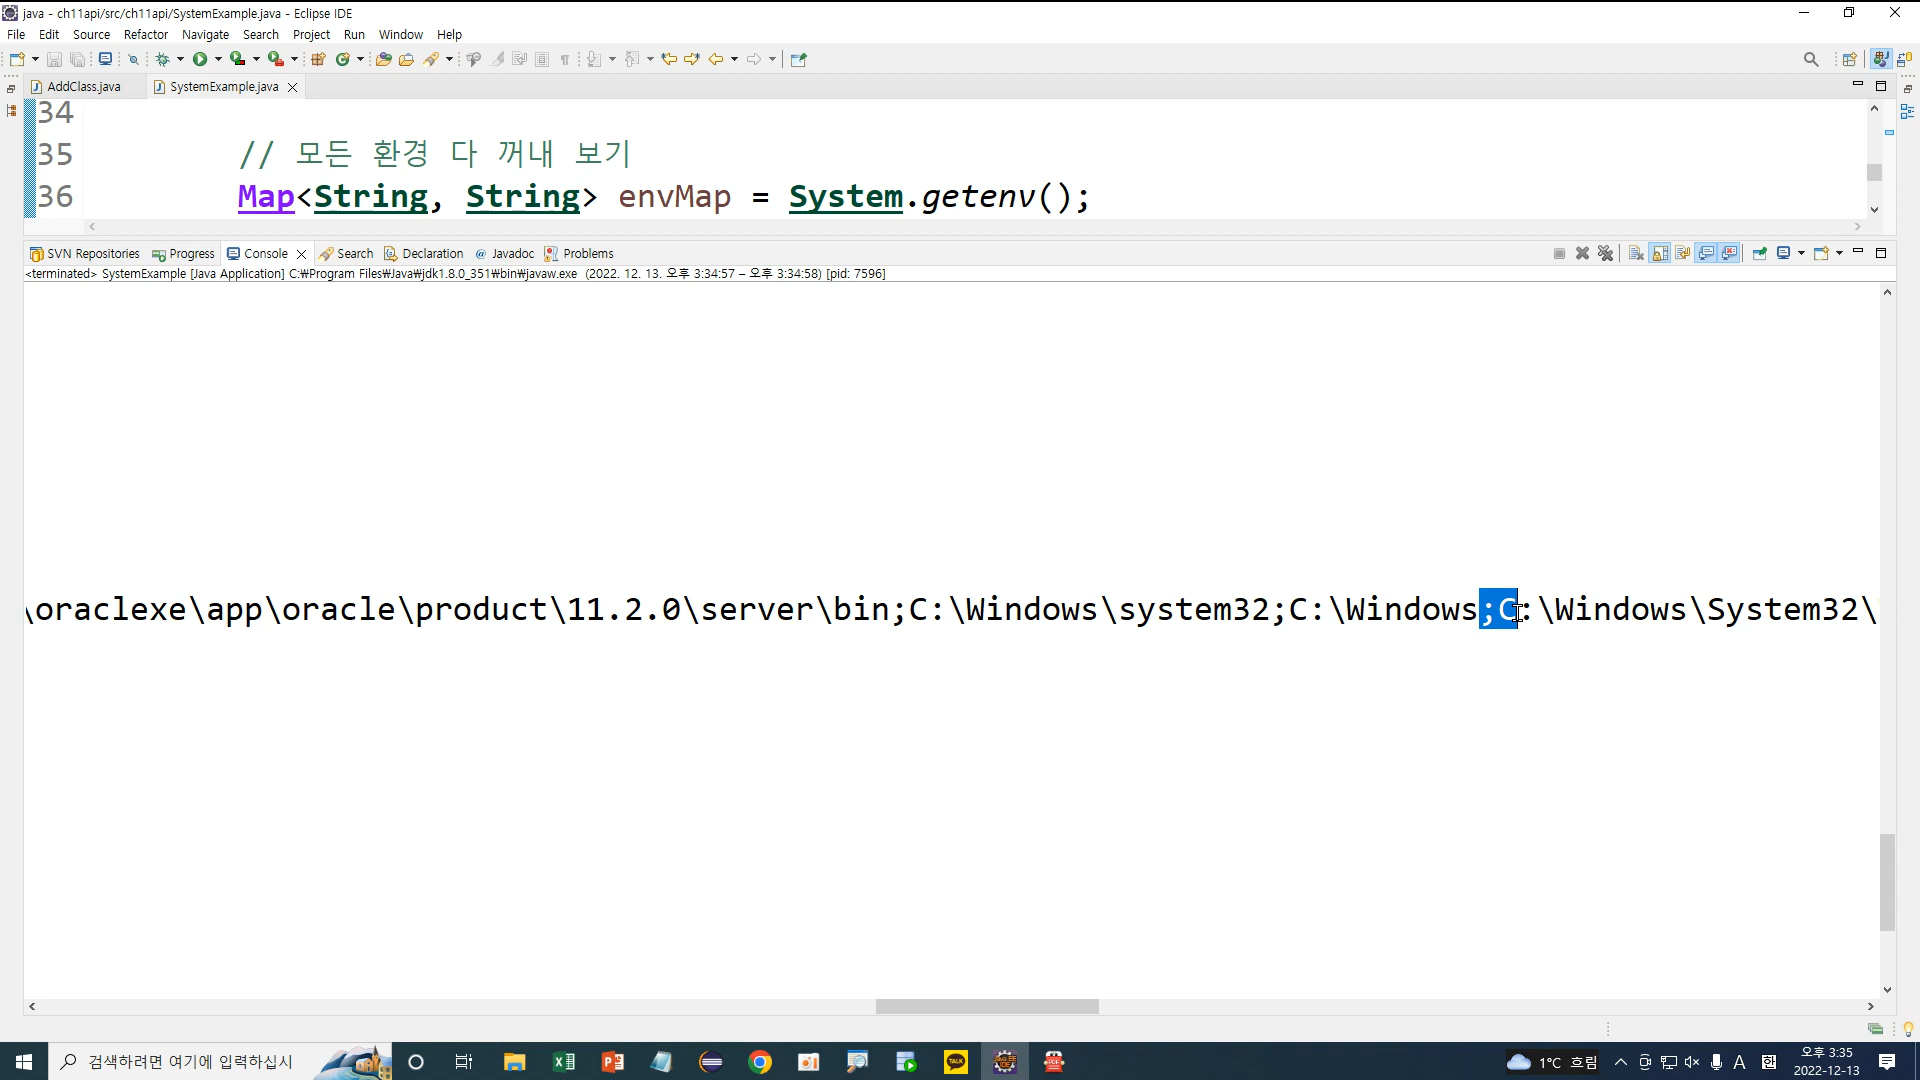 java - ch11api/src/ch11api/SystemExample.java - Eclipse IDE
File Edit Source Refactor Navigate Search Project Run Window Help
AddClass.java SystemExample.java
34
35 // 모든 환경 다 꺼내 보기
36 Map<String, String> envMap = System.getenv();
SVN Repositories Progress Console Search Declaration Javadoc Problems
<terminated> SystemExample [Java Application] C:₩Program Files₩Java₩jdk1.8.0_351₩bin₩javaw.exe (2022. 12. 13. 오후 3:34:57 – 오후 3:34:58) [pid: 7596]
\oraclexe\app\oracle\product\11.2.0\server\bin;C:\Windows\system32;C:\Windows;C:\Windows\System32\
검색하려면 여기에 입력하십시
1°C 흐림 A 한 오후 3:35
2022-12-13